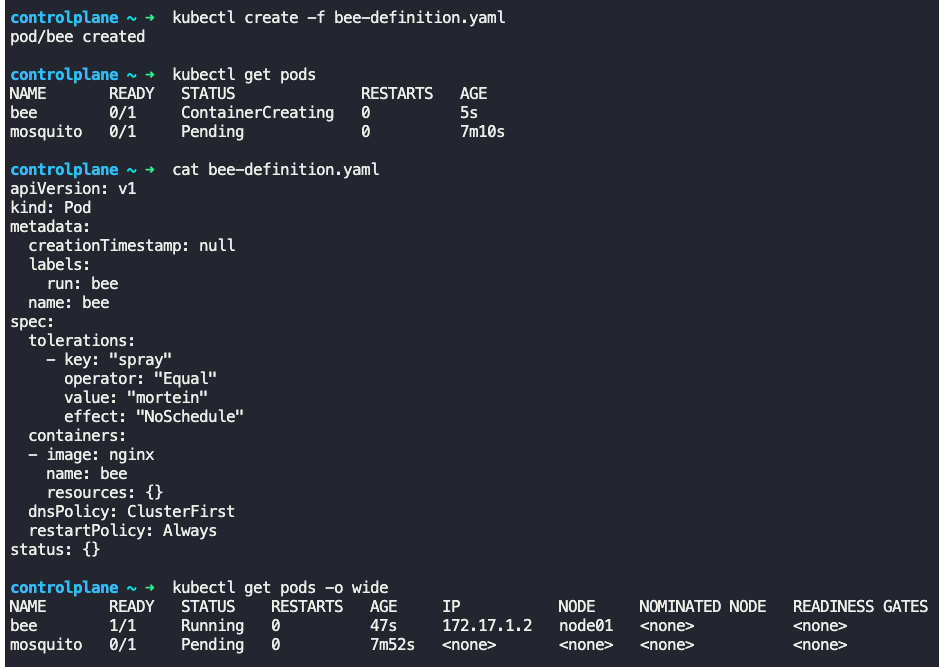 controlplane ~ ➜  kubectl create -f bee-definition.yaml
pod/bee created
controlplane ~ ➜  kubectl get pods
NAME       READY   STATUS              RESTARTS   AGE
bee        0/1     ContainerCreating   0          5s
mosquito   0/1     Pending             0          7m10s
controlplane ~ ➜  cat bee-definition.yaml
apiVersion: v1
kind: Pod
metadata:
  creationTimestamp: null
  labels:
    run: bee
  name: bee
spec:
  tolerations:
    - key: "spray"
      operator: "Equal"
      value: "mortein"
      effect: "NoSchedule"
  containers:
  - image: nginx
    name: bee
    resources: {}
  dnsPolicy: ClusterFirst
  restartPolicy: Always
status: {}
controlplane ~ ➜  kubectl get pods -o wide
NAME       READY   STATUS    RESTARTS   AGE     IP           NODE     NOMINATED NODE   READINESS GATES
bee        1/1     Running   0          47s     172.17.1.2   node01   <none>           <none>
mosquito   0/1     Pending   0          7m52s   <none>       <none>   <none>           <none>